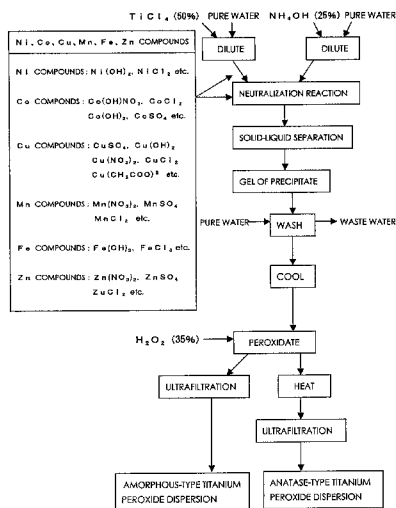 TiCl₄ (50%) PURE WATER NH₄OH (25%) PURE WATER
DILUTE DILUTE
Ni, Co, Cu, Mn, Fe, Zn COMPOUNDS
Ni COMPOUNDS: Ni(OH)₂, NiCl₂ etc.
Co COMPONDS: Co(OH)NO₃, CoCl₂
Co(OH)₃, CoSO₄ etc.
Cu COMPOUNDS: CuSO₄, Cu(OH)₂
Cu(NO₃)₂, CuCl₂
Cu(CH₃COO)² etc.
Mn COMPOUNDS: Mn(NO₃)₂, MnSO₄
MnCl₂ etc.
Fe COMPOUNDS: Fe(OH)₃, FeCl₃ etc.
Zn COMPOUNDS: Zn(NO₃)₂, ZnSO₄
ZuCl₂ etc.
NEUTRALIZATION REACTION
SOLID-LIQUID SEPARATION
GEL OF PRECIPITATE
PURE WATER WASH WASTE WATER
COOL
H₂O₂ (35%) PEROXIDATE
ULTRAFILTRATION HEAT
ULTRAFILTRATION
AMORPHOUS-TYPE TITANIUM
PEROXIDE DISPERSION
ANATASE-TYPE TITANIUM
PEROXIDE DISPERSION